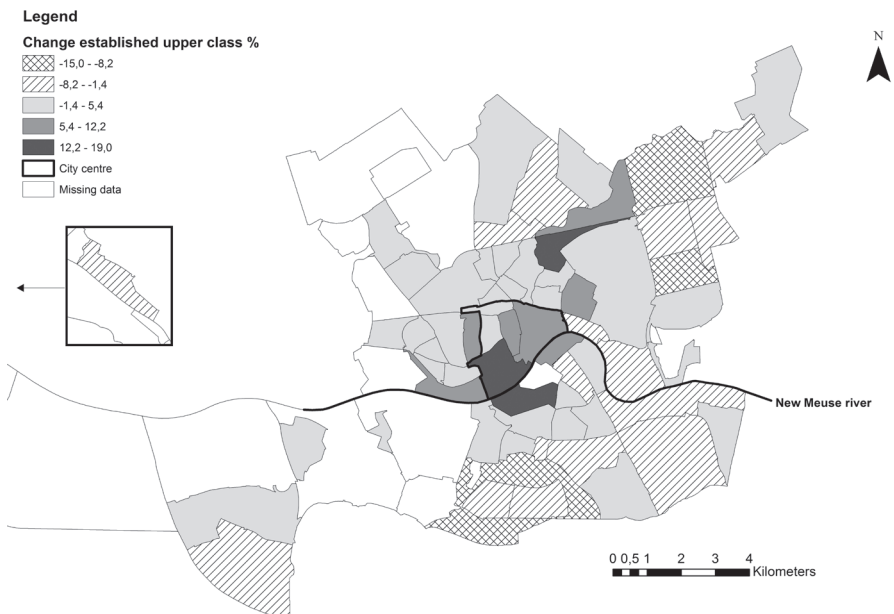 Legend
Change established upper class %
-15,0 - -8,2
-8,2 - -1,4
-1,4 - 5,4
5,4 - 12,2
12,2 - 19,0
City centre
Missing data
N
New Meuse river
0 0,5 1 2 3 4
Kilometers